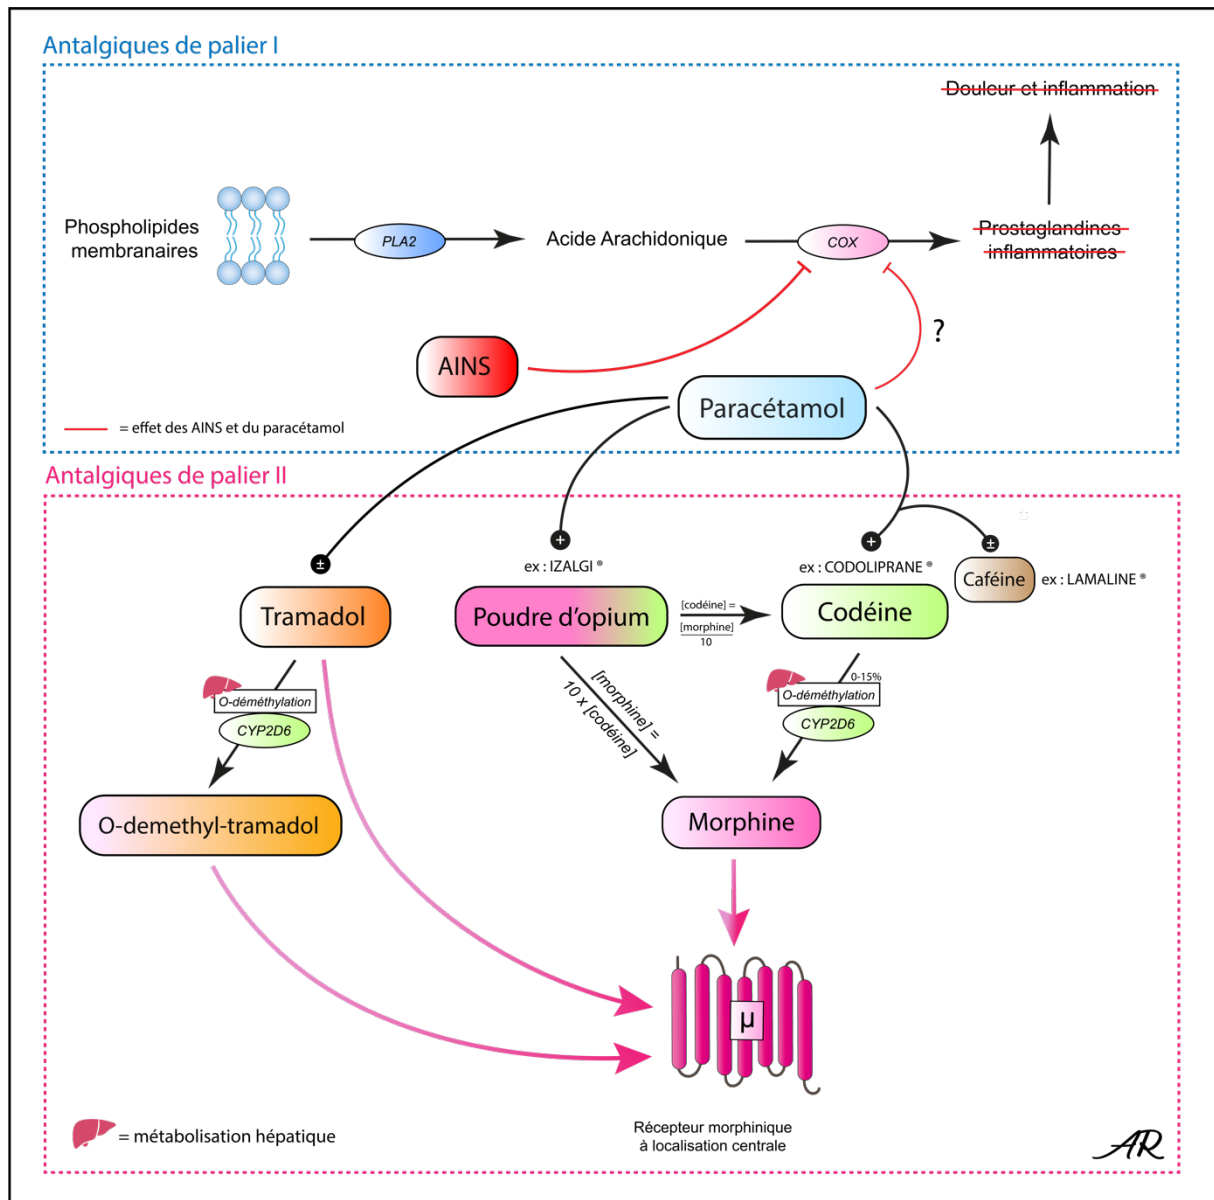 Antalgiques de palier I
Douleur et inflammation
Phospholipides
membranaires
PLA2
Acide Arachidonique
COX
Prostaglandines
inflammatoires
?
AINS
Paracétamol
= effet des AINS et du paracétamol
Antalgiques de palier II
±
+
+
±
ex : IZALGI ®
ex : CODOLIPRANE ®
Caféine
ex : LAMALINE ®
Tramadol
Poudre d'opium
[codéine] =
[morphine]
10
Codéine
O-déméthylation
CYP2D6
[morphine] =
10 x [codéine]
0-15%
O-déméthylation
CYP2D6
O-demethyl-tramadol
Morphine
µ
= métabolisation hépatique
Récepteur morphinique
à localisation centrale
AR